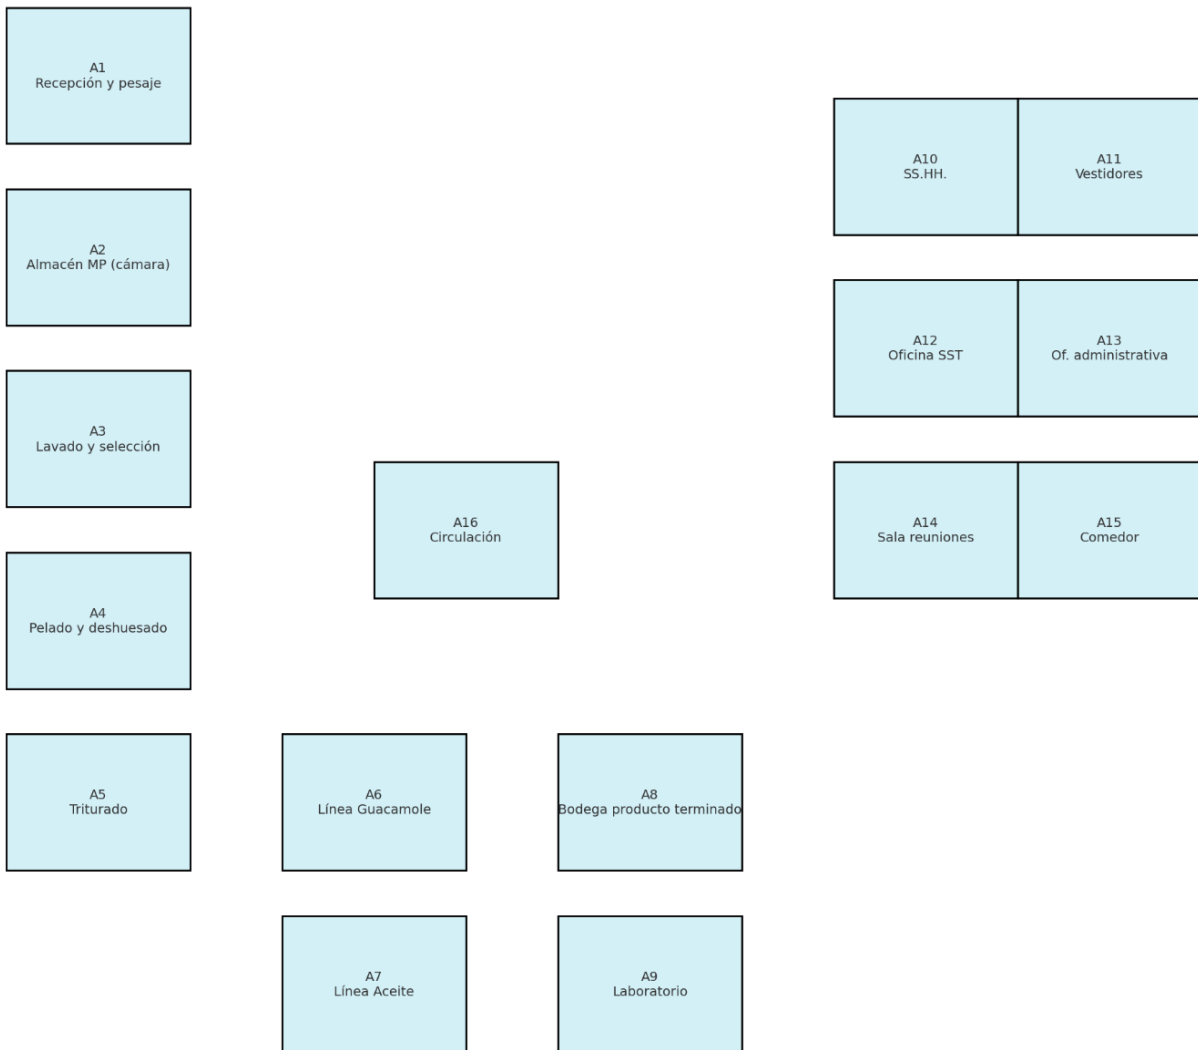 A1
Recepción y pesaje
A10
SS.HH.
A11
Vestidores
A2
Almacén MP (cámara)
A12
Oficina SST
A13
Of. administrativa
A3
Lavado y selección
A16
Circulación
A14
Sala reuniones
A15
Comedor
A4
Pelado y deshuesado
A5
Triturado
A6
Línea Guacamole
A8
Bodega producto terminado
A7
Línea Aceite
A9
Laboratorio